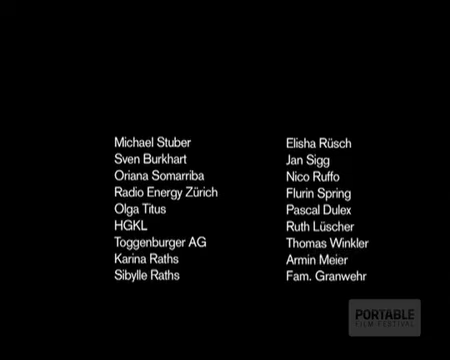 Michael Stuber
Sven Burkhart
Oriana Somarriba
Radio Energy Zürich
Olga Titus
HGKL
Toggenburger AG
Karina Raths
Sibylle Raths
Elisha Rüsch
Jan Sigg
Nico Ruffo
Flurin Spring
Pascal Dulex
Ruth Lüscher
Thomas Winkler
Armin Meier
Fam. Granwehr
PORTABLE
FILM FESTIVAL